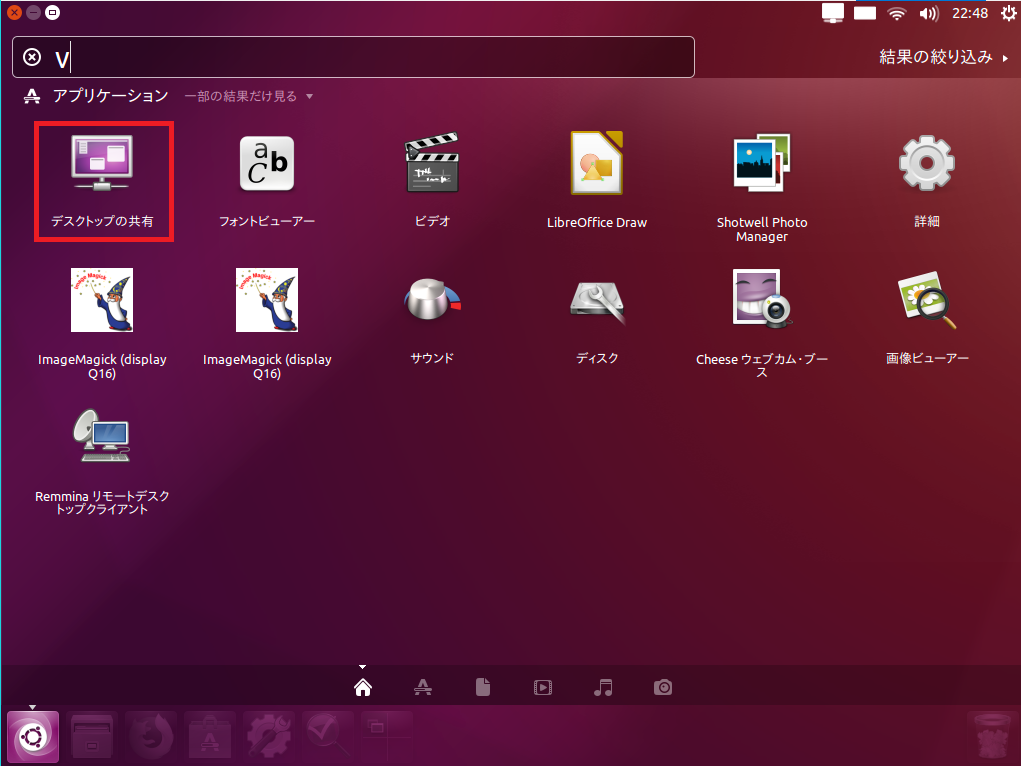 22:48
v
結果の絞り込み
アプリケーション 一部の結果だけ見る
デスクトップの共有
フォントビューアー
ビデオ
LibreOffice Draw
Shotwell Photo
Manager
詳細
ImageMagick (display
Q16)
ImageMagick (display
Q16)
サウンド
ディスク
Cheese ウェブカム・ブー
ス
画像ビューアー
Remmina リモートデスク
トップクライアント